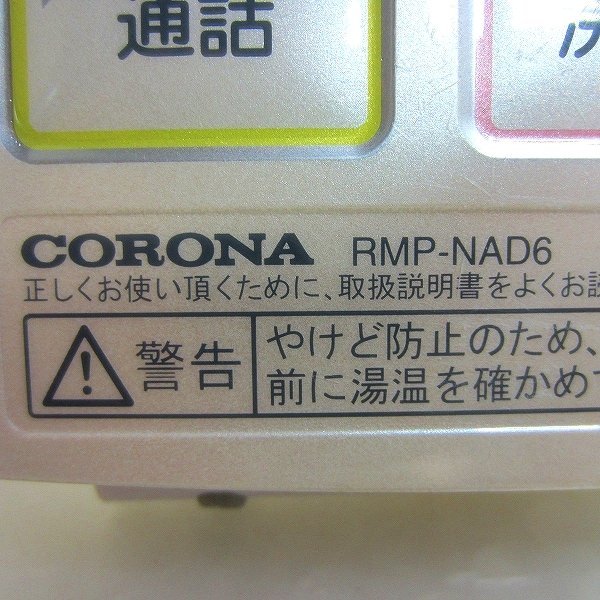 通話
CORONA RMP-NAD6
正しくお使い頂くために、取扱説明書をよくお読
警告 やけど防止のため、
前に湯温を確かめて